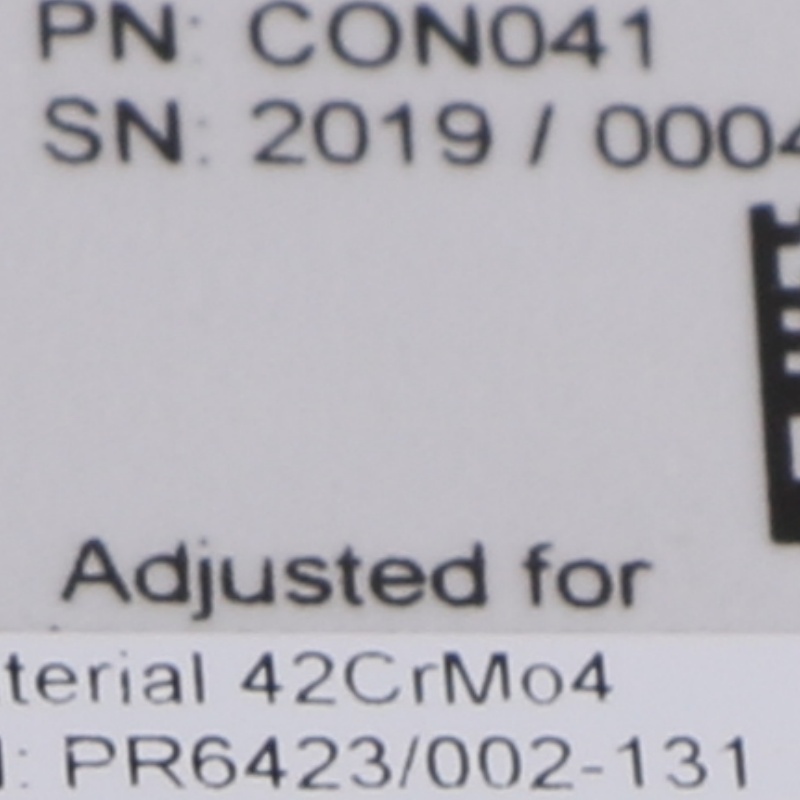 PN: CON041
SN: 2019 / 0004
Adjusted for
terial 42CrMo4
: PR6423/002-131